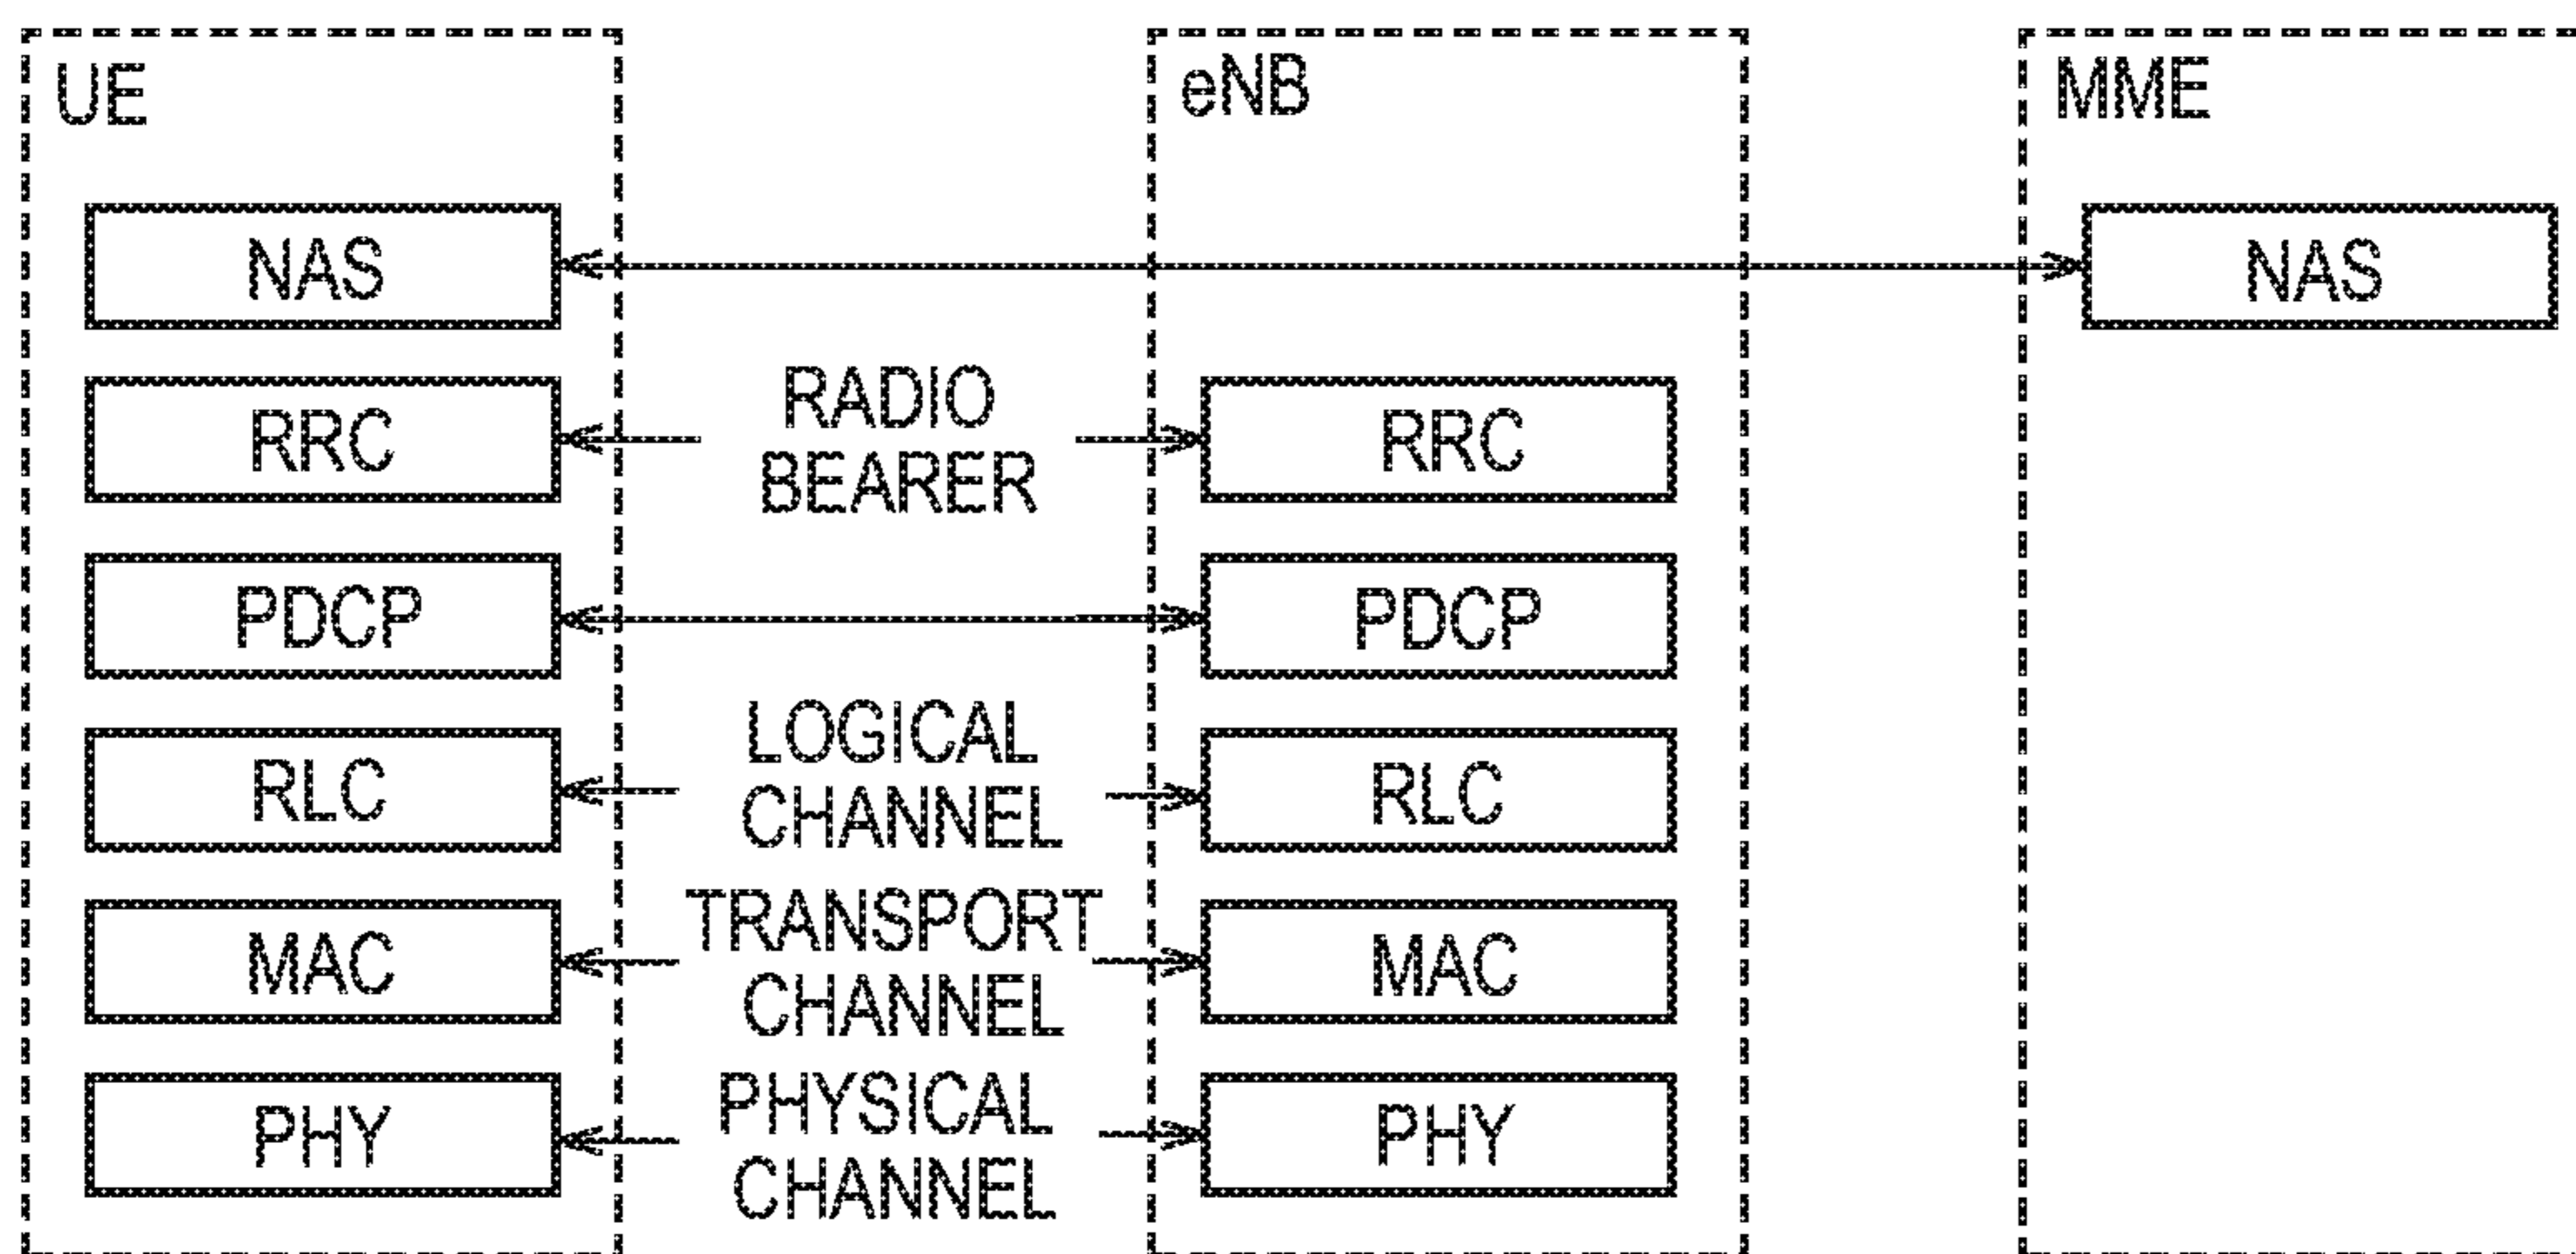 UE
eNB
MME
NAS
NAS
RRC
RADIO
BEARER
RRC
PDCP
PDCP
RLC
LOGICAL
CHANNEL
RLC
MAC
TRANSPORT
CHANNEL
MAC
PHY
PHYSICAL
CHANNEL
PHY